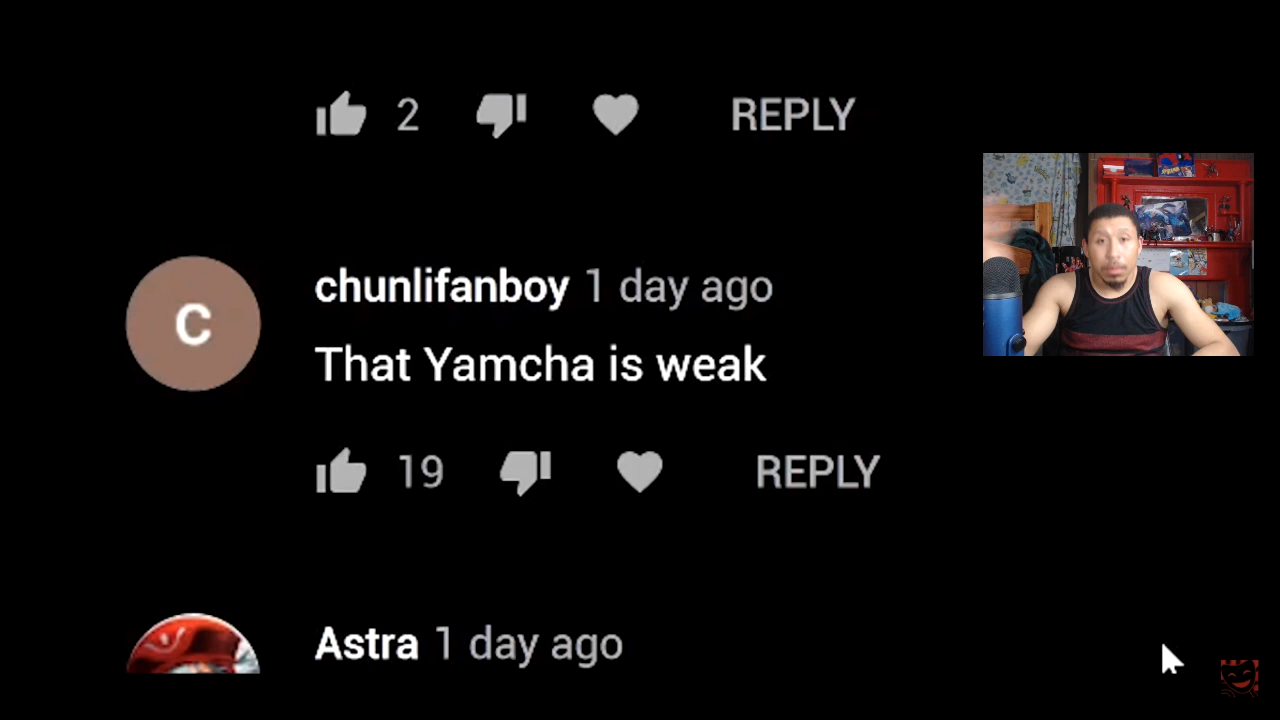 2 REPLY
C
chunlifanboy 1 day ago
That Yamcha is weak
19 REPLY
Astra 1 day ago